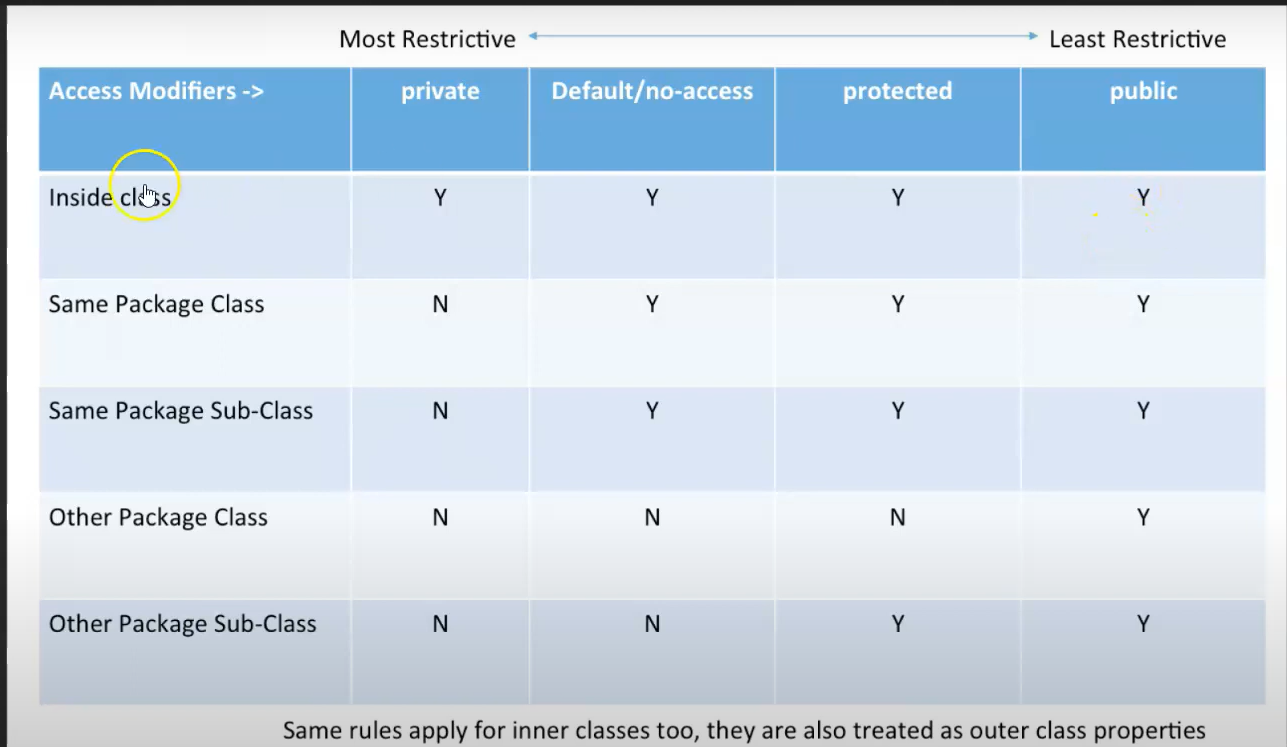 Most Restrictive Least Restrictive
Access Modifiers -> private Default/no-access protected public
Inside class Y Y Y Y
Same Package Class N Y Y Y
Same Package Sub-Class N Y Y Y
Other Package Class N N N Y
Other Package Sub-Class N N Y Y
Same rules apply for inner classes too, they are also treated as outer class properties